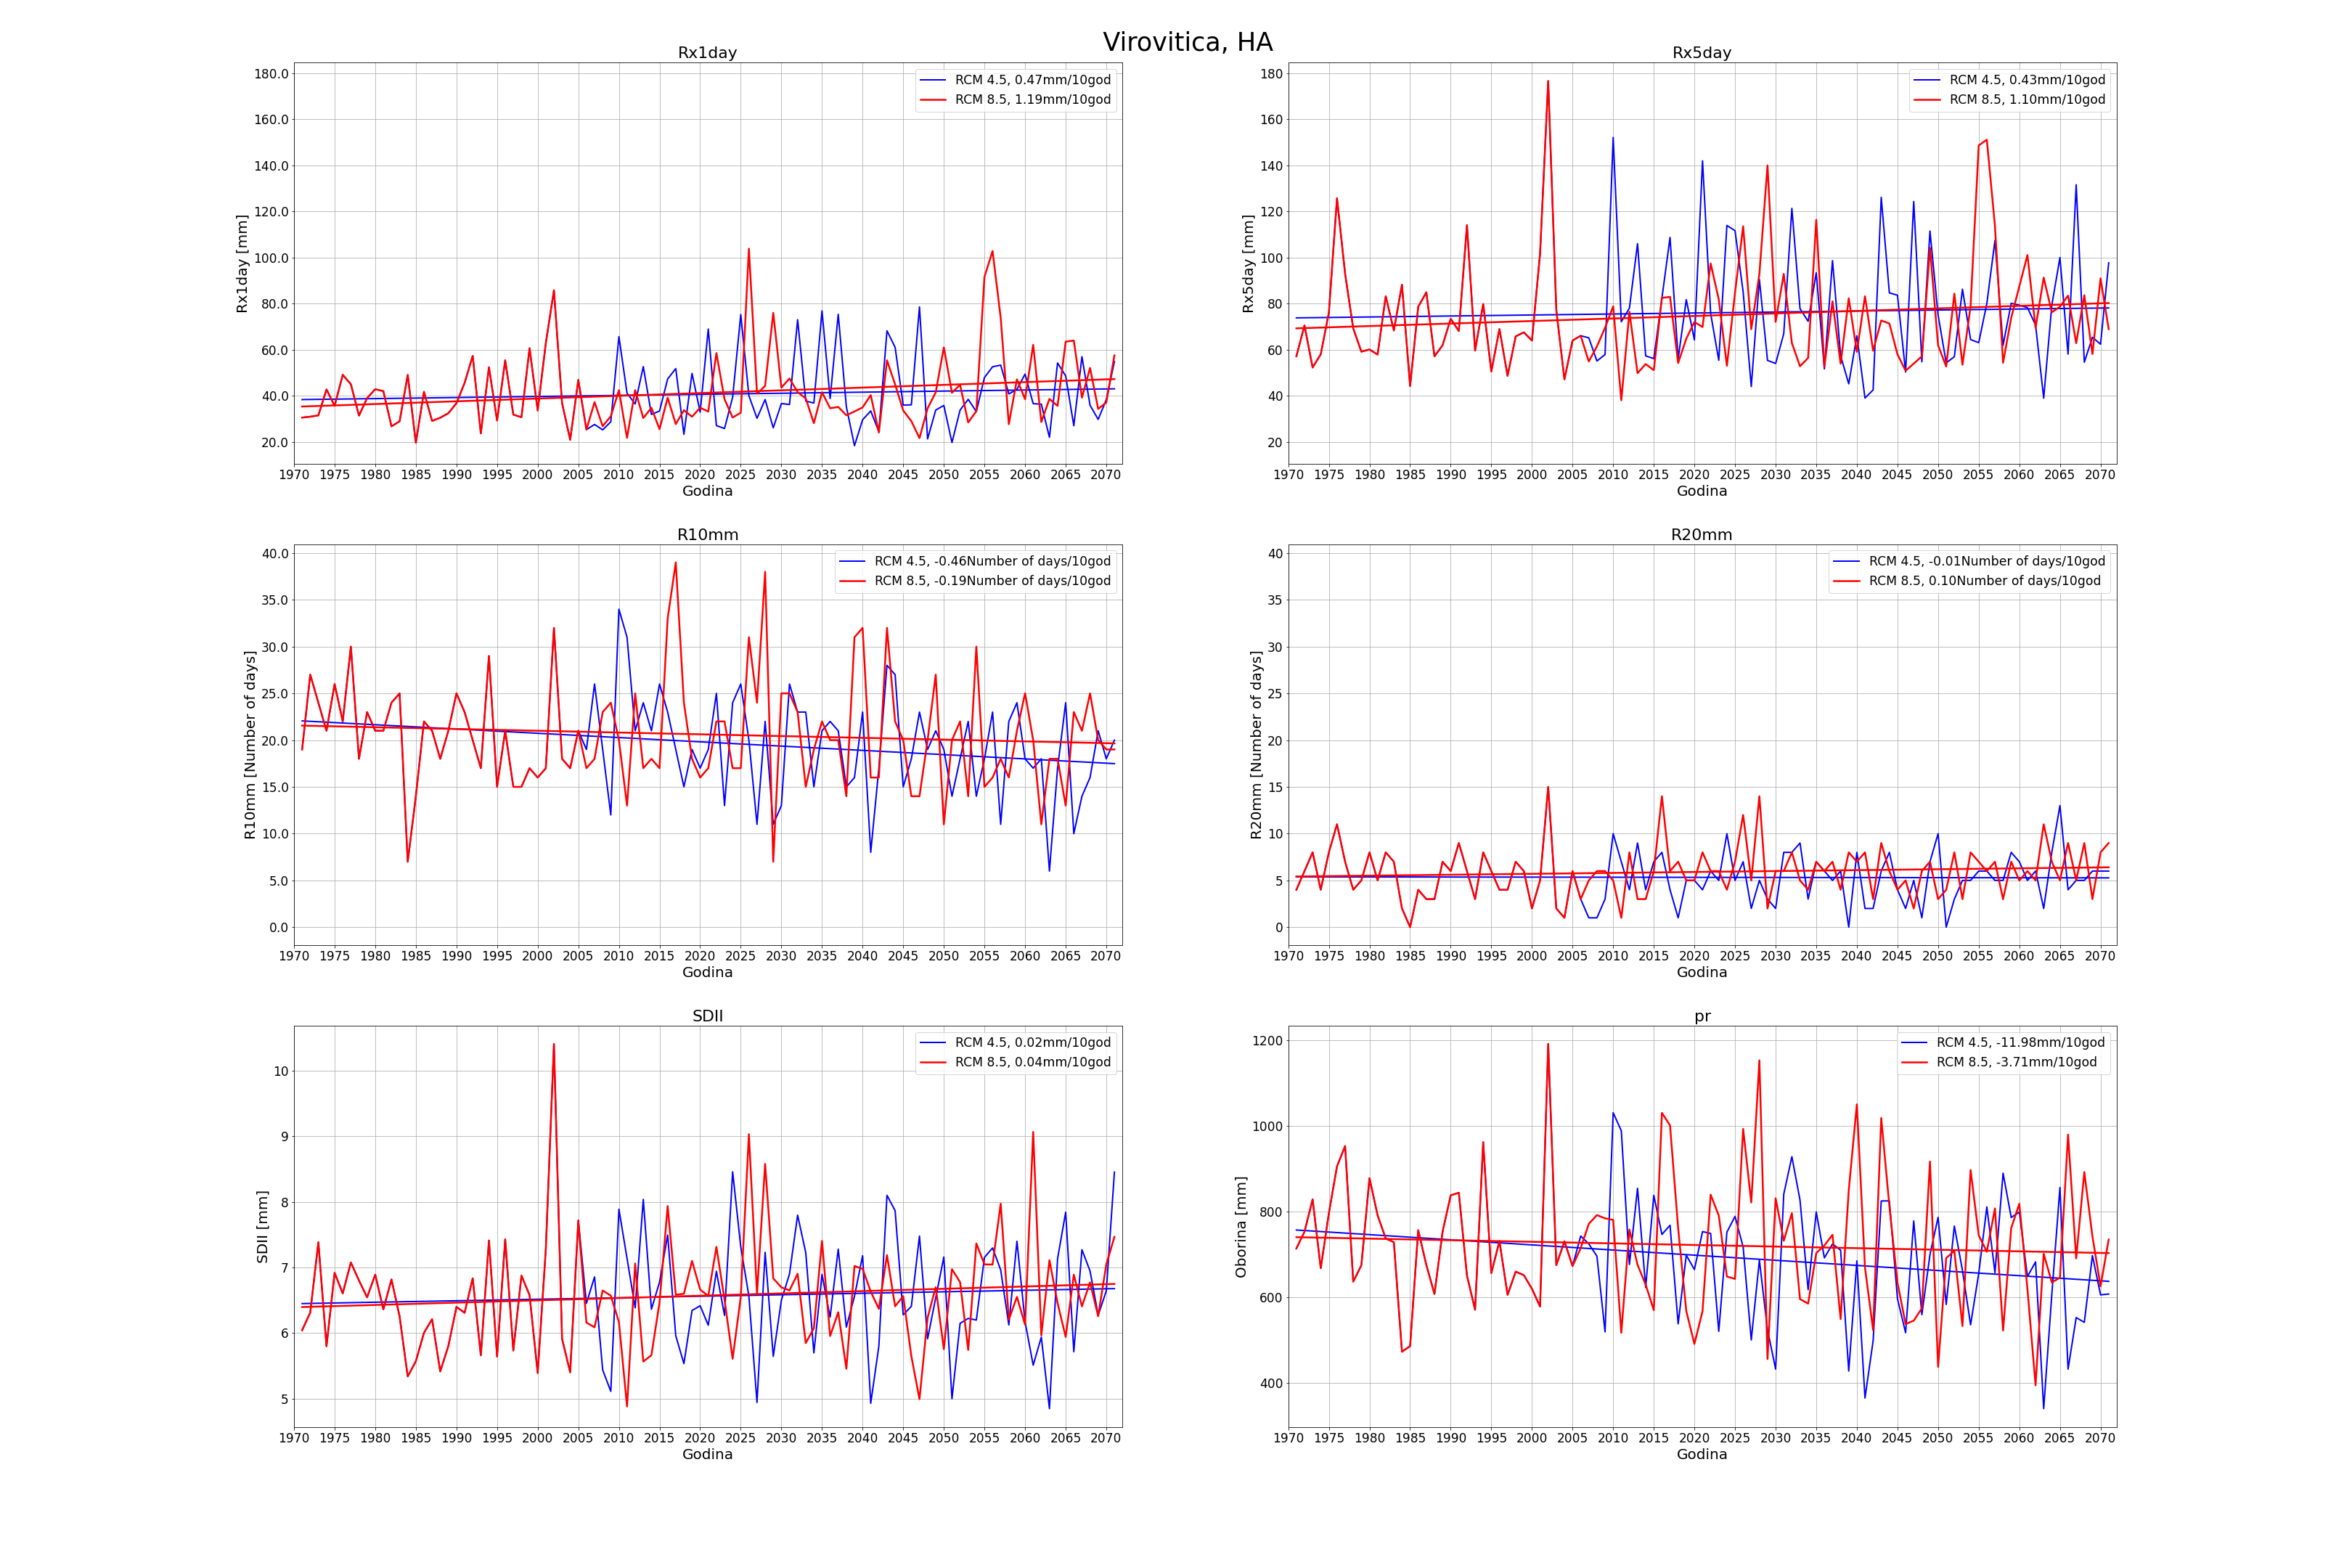 Virovitica, HA
Rx1day
RCM 4.5, 0.47mm/10god
RCM 8.5, 1.19mm/10god
Rx1day [mm]
180.0
160.0
140.0
120.0
100.0
80.0
60.0
40.0
20.0
1970 1975 1980 1985 1990 1995 2000 2005 2010 2015 2020 2025 2030 2035 2040 2045 2050 2055 2060 2065 2070
Godina
Rx5day
RCM 4.5, 0.43mm/10god
RCM 8.5, 1.10mm/10god
Rx5day [mm]
180
160
140
120
100
80
60
40
20
1970 1975 1980 1985 1990 1995 2000 2005 2010 2015 2020 2025 2030 2035 2040 2045 2050 2055 2060 2065 2070
Godina
R10mm
RCM 4.5, -0.46Number of days/10god
RCM 8.5, -0.19Number of days/10god
R10mm [Number of days]
40.0
35.0
30.0
25.0
20.0
15.0
10.0
5.0
0.0
1970 1975 1980 1985 1990 1995 2000 2005 2010 2015 2020 2025 2030 2035 2040 2045 2050 2055 2060 2065 2070
Godina
R20mm
RCM 4.5, -0.01Number of days/10god
RCM 8.5, 0.10Number of days/10god
R20mm [Number of days]
40
35
30
25
20
15
10
5
0
1970 1975 1980 1985 1990 1995 2000 2005 2010 2015 2020 2025 2030 2035 2040 2045 2050 2055 2060 2065 2070
Godina
SDII
RCM 4.5, 0.02mm/10god
RCM 8.5, 0.04mm/10god
SDII [mm]
10
9
8
7
6
5
1970 1975 1980 1985 1990 1995 2000 2005 2010 2015 2020 2025 2030 2035 2040 2045 2050 2055 2060 2065 2070
Godina
pr
RCM 4.5, -11.98mm/10god
RCM 8.5, -3.71mm/10god
Oborina [mm]
1200
1000
800
600
400
1970 1975 1980 1985 1990 1995 2000 2005 2010 2015 2020 2025 2030 2035 2040 2045 2050 2055 2060 2065 2070
Godina